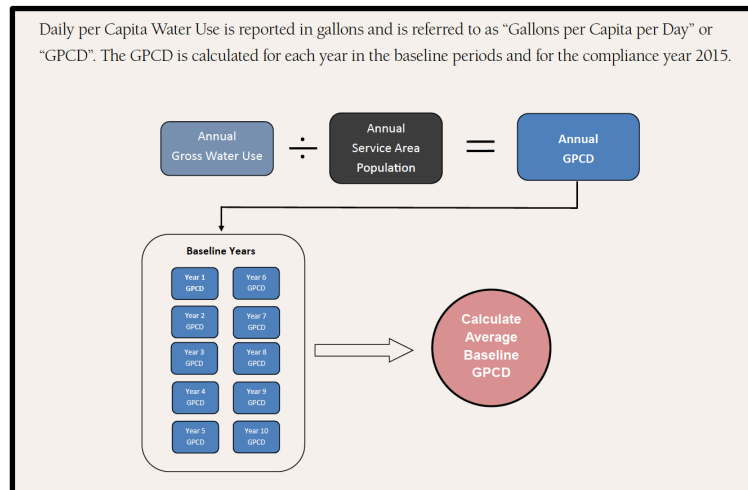 Daily per Capita Water Use is reported in gallons and is referred to as “Gallons per Capita per Day” or
“GPCD”. The GPCD is calculated for each year in the baseline periods and for the compliance year 2015.
Annual
Gross Water Use
÷
Annual
Service Area
Population
=
Annual
GPCD
Baseline Years
Year 1
GPCD
Year 6
GPCD
Year 2
GPCD
Year 7
GPCD
Year 3
GPCD
Year 8
GPCD
Year 4
GPCD
Year 9
GPCD
Year 5
GPCD
Year 10
GPCD
Calculate
Average
Baseline
GPCD